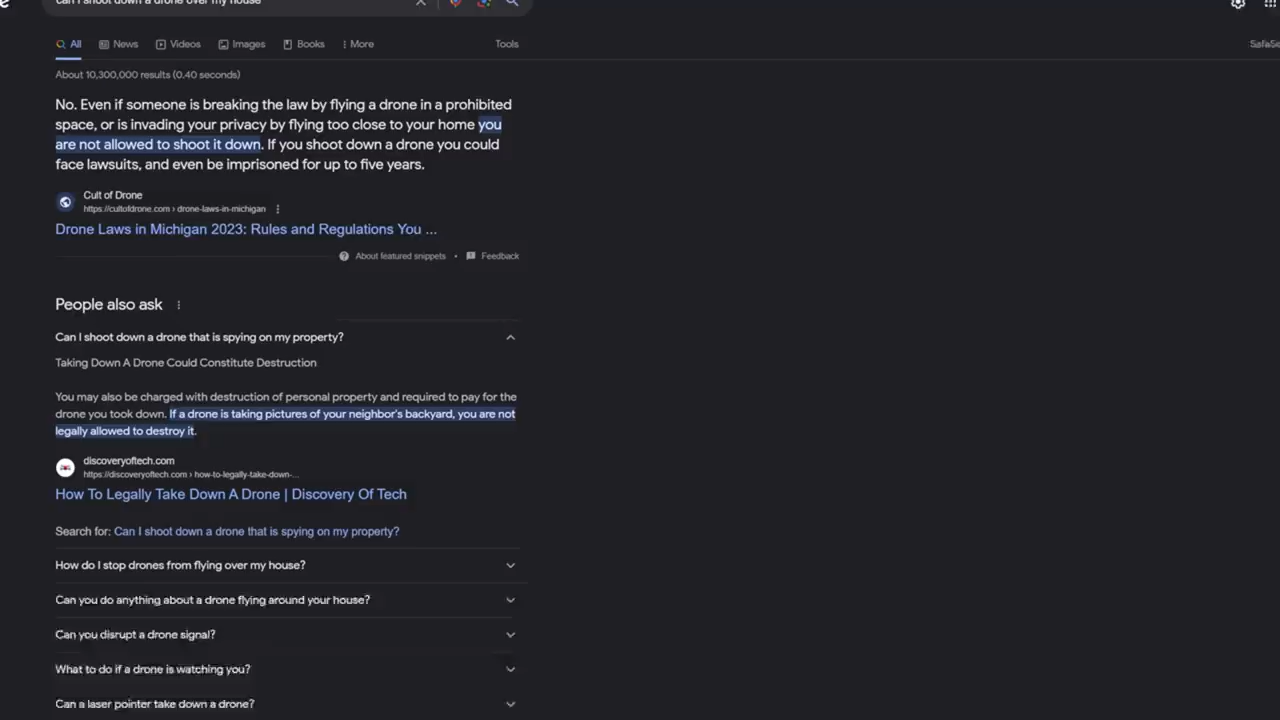 can I shoot down a drone over my house
All
News
Videos
Images
Books
More
Tools
About 10,300,000 results (0.40 seconds)
No. Even if someone is breaking the law by flying a drone in a prohibited
space, or is invading your privacy by flying too close to your home you
are not allowed to shoot it down. If you shoot down a drone you could
face lawsuits, and even be imprisoned for up to five years.
Cult of Drone
https://cultofdrone.com › drone-laws-in-michigan
Drone Laws in Michigan 2023: Rules and Regulations You ...
About featured snippets • Feedback
People also ask
Can I shoot down a drone that is spying on my property?
Taking Down A Drone Could Constitute Destruction
You may also be charged with destruction of personal property and required to pay for the
drone you took down. If a drone is taking pictures of your neighbor's backyard, you are not
legally allowed to destroy it.
discoveryoftech.com
https://discoveryoftech.com › how-to-legally-take-down-...
How To Legally Take Down A Drone | Discovery Of Tech
Search for: Can I shoot down a drone that is spying on my property?
How do I stop drones from flying over my house?
Can you do anything about a drone flying around your house?
Can you disrupt a drone signal?
What to do if a drone is watching you?
Can a laser pointer take down a drone?